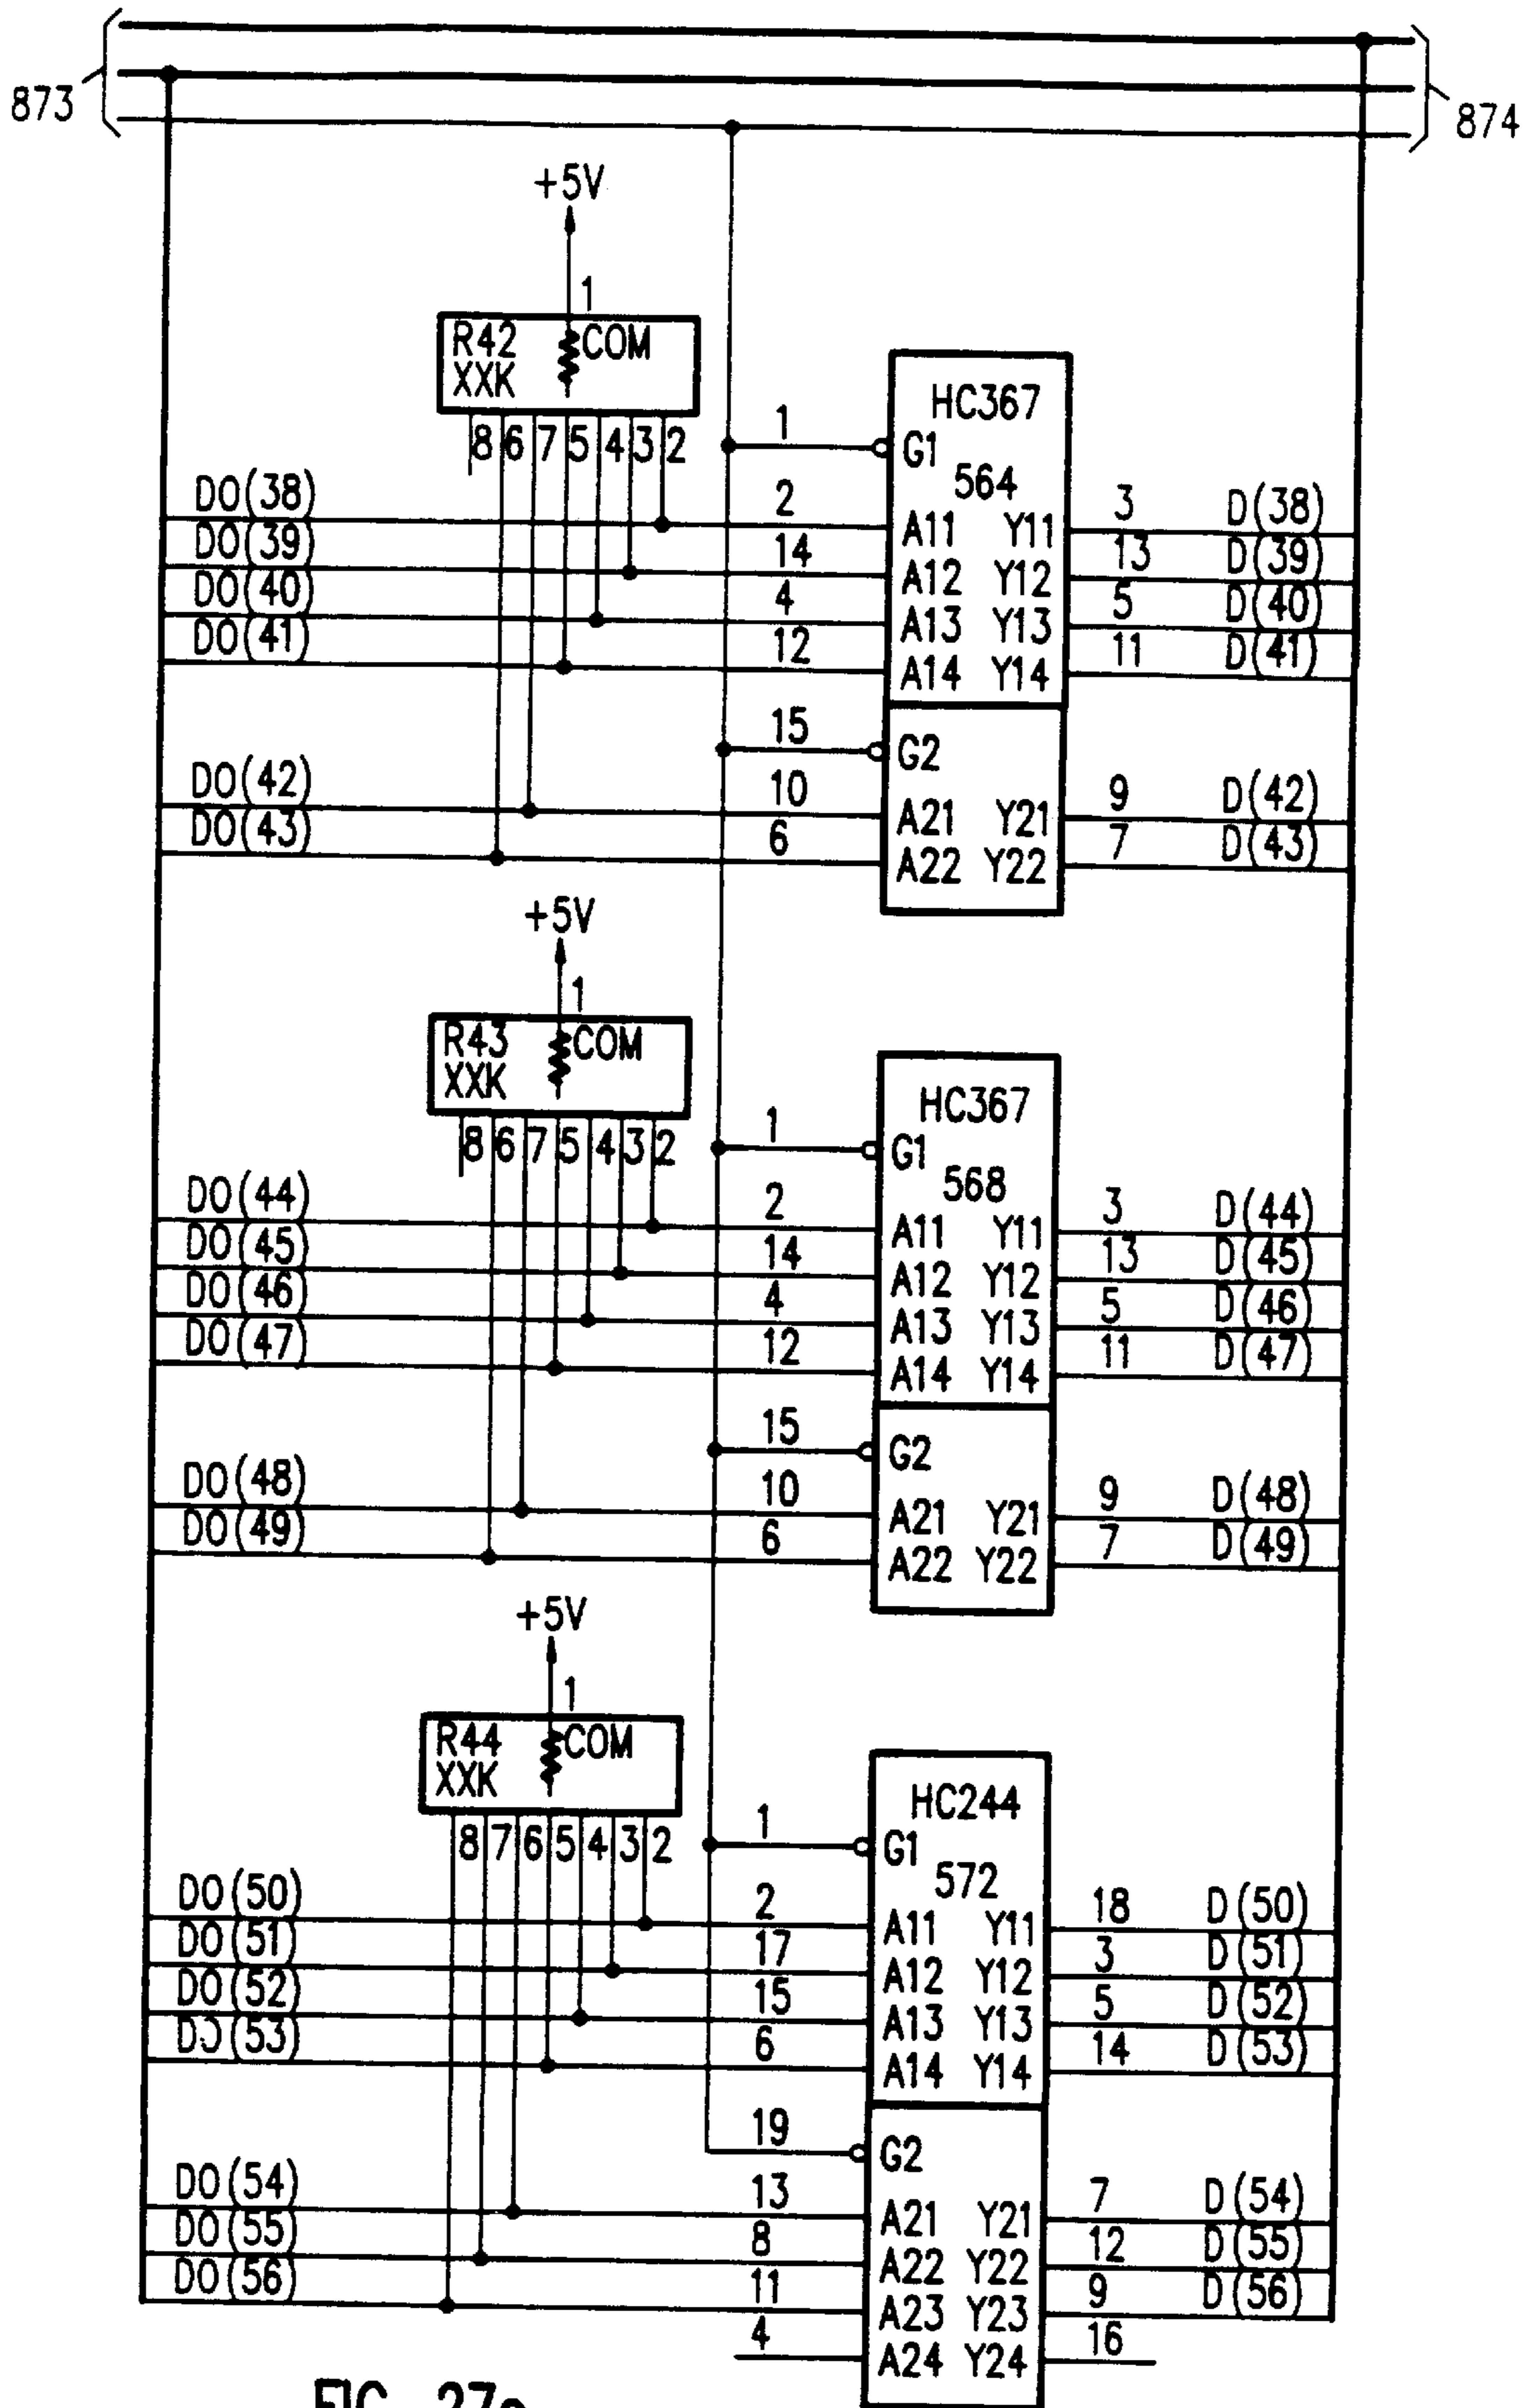 873
874
+5V
1
R42 COM
XXK
8 6 7 5 4 3 2
HC367
1 G1
564
DO(38) 2 A11 Y11 3 D(38)
DO(39) 14 A12 Y12 13 D(39)
DO(40) 4 A13 Y13 5 D(40)
DO(41) 12 A14 Y14 11 D(41)
15 G2
DO(42) 10 A21 Y21 9 D(42)
DO(43) 6 A22 Y22 7 D(43)
+5V
1
R43 COM
XXK
8 6 7 5 4 3 2
HC367
1 G1
568
DO(44) 2 A11 Y11 3 D(44)
DO(45) 14 A12 Y12 13 D(45)
DO(46) 4 A13 Y13 5 D(46)
DO(47) 12 A14 Y14 11 D(47)
15 G2
DO(48) 10 A21 Y21 9 D(48)
DO(49) 6 A22 Y22 7 D(49)
+5V
1
R44 COM
XXK
8 7 6 5 4 3 2
HC244
1 G1
572
DO(50) 2 A11 Y11 18 D(50)
DO(51) 17 A12 Y12 3 D(51)
DO(52) 15 A13 Y13 5 D(52)
DO(53) 6 A14 Y14 14 D(53)
19 G2
DO(54) 13 A21 Y21 7 D(54)
DO(55) 8 A22 Y22 12 D(55)
DO(56) 11 A23 Y23 9 D(56)
4 A24 Y24 16
FIG.